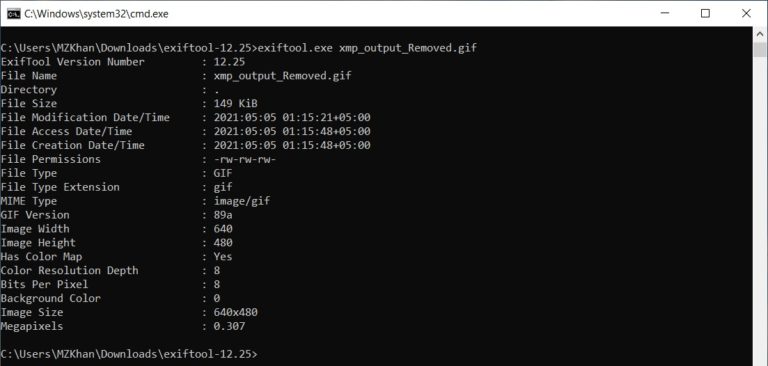 C:\Windows\system32\cmd.exe
C:\Users\MZKhan\Downloads\exiftool-12.25>exiftool.exe xmp_output_Removed.gif
ExifTool Version Number : 12.25
File Name : xmp_output_Removed.gif
Directory : .
File Size : 149 KiB
File Modification Date/Time : 2021:05:05 01:15:21+05:00
File Access Date/Time : 2021:05:05 01:15:48+05:00
File Creation Date/Time : 2021:05:05 01:15:48+05:00
File Permissions : -rw-rw-rw-
File Type : GIF
File Type Extension : gif
MIME Type : image/gif
GIF Version : 89a
Image Width : 640
Image Height : 480
Has Color Map : Yes
Color Resolution Depth : 8
Bits Per Pixel : 8
Background Color : 0
Image Size : 640x480
Megapixels : 0.307
C:\Users\MZKhan\Downloads\exiftool-12.25>